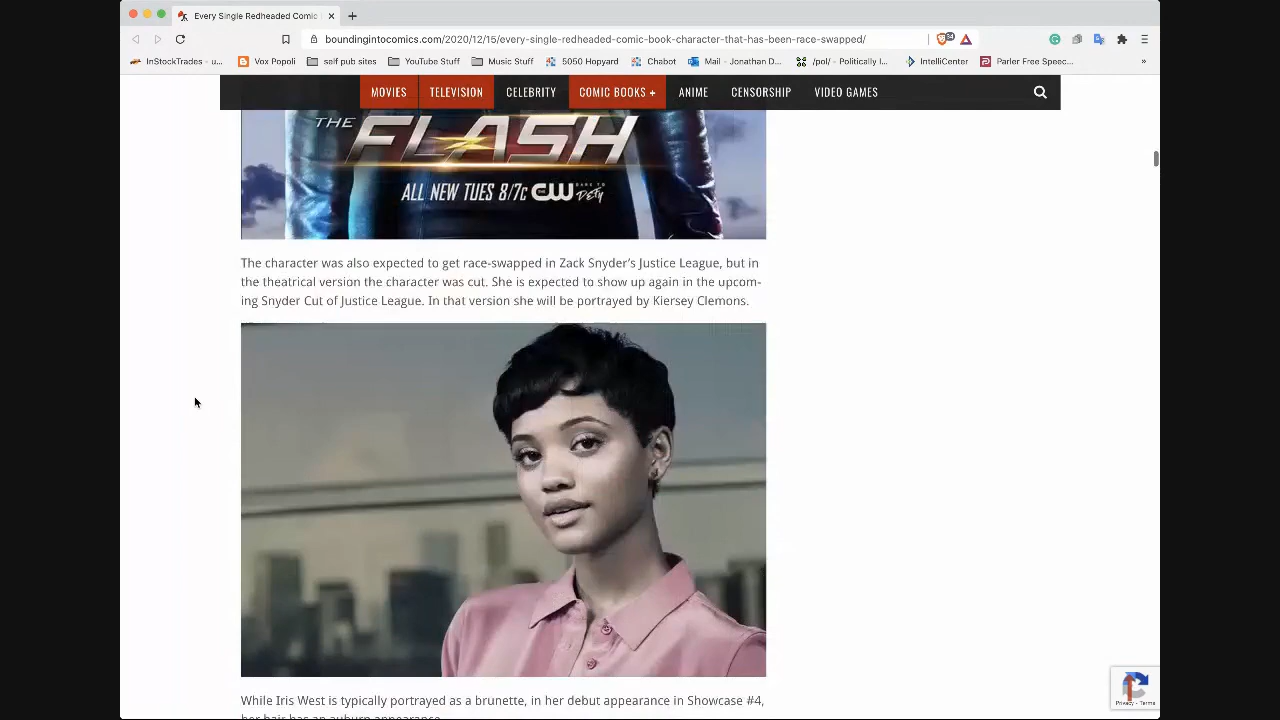 Every Single Redheaded Comic
boundingintocomics.com/2020/12/15/every-single-redheaded-comic-book-character-that-has-been-race-swapped/
InStockTrades - u...
Vox Popoli
self pub sites
YouTube Stuff
Music Stuff
5050 Hopyard
Chabot
Mail - Jonathan D...
/pol/ - Politically I...
IntelliCenter
Parler Free Speec...
»
MOVIES
TELEVISION
CELEBRITY
COMIC BOOKS +
ANIME
CENSORSHIP
VIDEO GAMES
THE FLASH
ALL NEW TUES 8/7c THE CW DARE TO DEFY
The character was also expected to get race-swapped in Zack Snyder's Justice League, but in
the theatrical version the character was cut. She is expected to show up again in the upcom-
ing Snyder Cut of Justice League. In that version she will be portrayed by Kiersey Clemons.
While Iris West is typically portrayed as a brunette, in her debut appearance in Showcase #4,
her hair has an auburn appearance.
Privacy - Terms